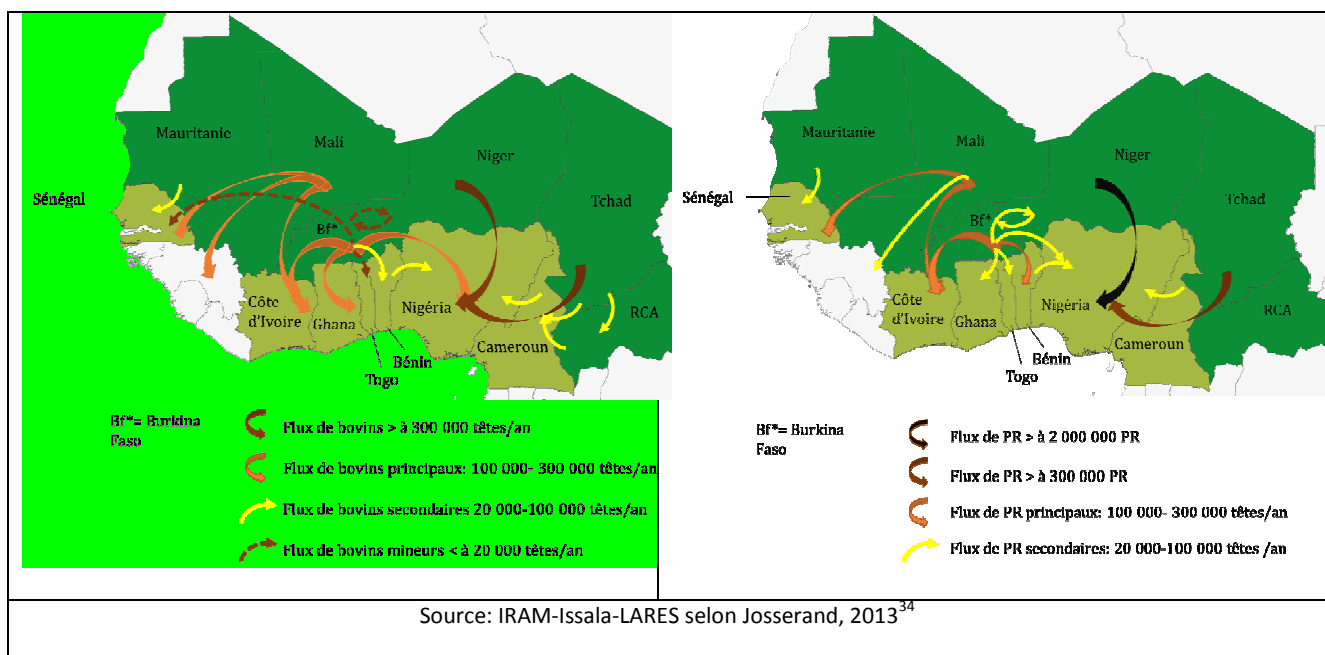 Mauritanie
Mali
Niger
Tchad
Sénégal
Bf*
Côte
d'Ivoire
Ghana
Nigéria
RCA
Cameroun
Bénin
Togo
Bf*= Burkina
Faso
Flux de bovins > à 300 000 têtes/an
Flux de bovins principaux: 100 000- 300 000 têtes/an
Flux de bovins secondaires 20 000-100 000 têtes/an
Flux de bovins mineurs < à 20 000 têtes/an
Mauritanie
Mali
Niger
Tchad
Sénégal
Bf*
Côte
d'Ivoire
Ghana
Nigéria
RCA
Cameroun
Bénin
Togo
Bf*= Burkina
Faso
Flux de PR > à 2 000 000 PR
Flux de PR > à 300 000 PR
Flux de PR principaux: 100 000- 300 000 têtes/an
Flux de PR secondaires: 20 000-100 000 têtes /an
Source: IRAM-Issala-LARES selon Josserand, 2013³⁴